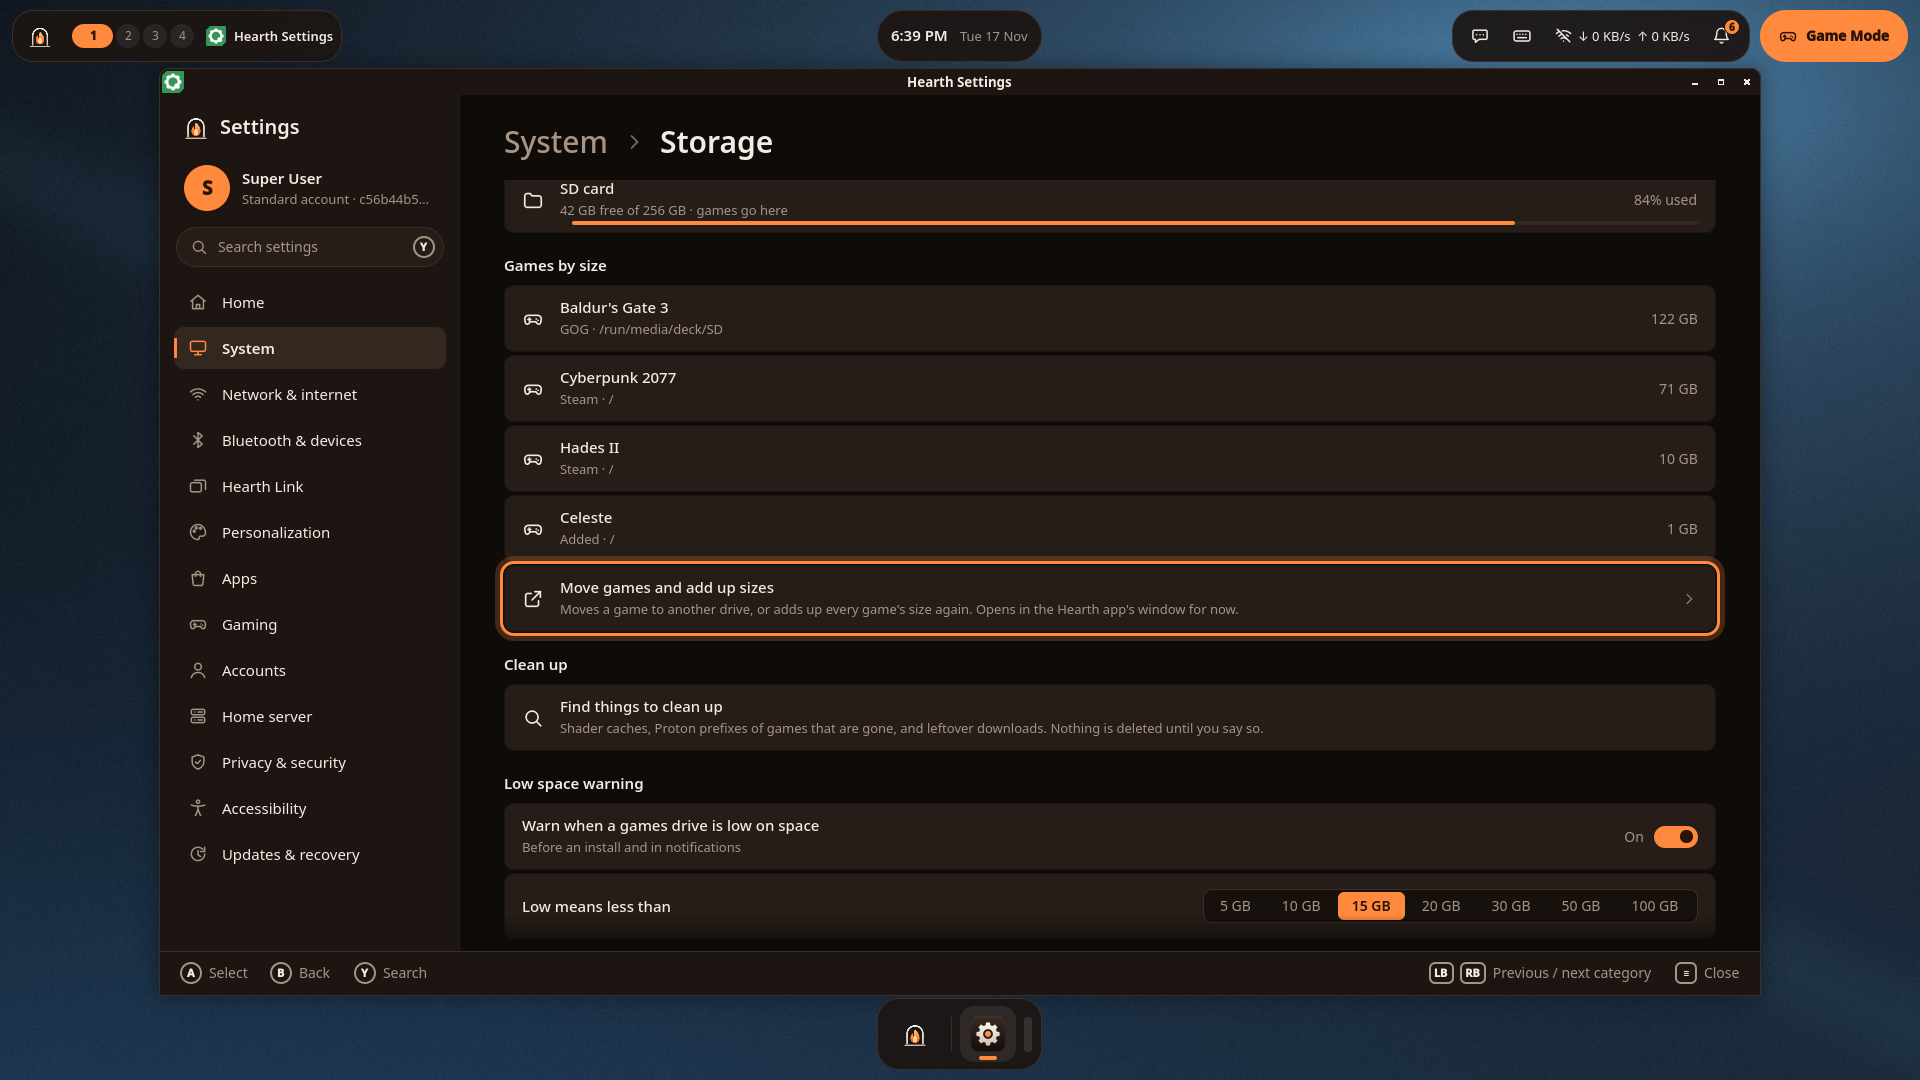 1 2 3 4 Hearth Settings
6:39 PM Tue 17 Nov
↓ 0 KB/s ↑ 0 KB/s
6
Game Mode
Hearth Settings
Settings
S
Super User
Standard account · c56b44b5...
Search settings Y
Home
System
Network & internet
Bluetooth & devices
Hearth Link
Personalization
Apps
Gaming
Accounts
Home server
Privacy & security
Accessibility
Updates & recovery
System > Storage
SD card
42 GB free of 256 GB · games go here
84% used
Games by size
Baldur's Gate 3
GOG · /run/media/deck/SD
122 GB
Cyberpunk 2077
Steam · /
71 GB
Hades II
Steam · /
10 GB
Celeste
Added · /
1 GB
Move games and add up sizes
Moves a game to another drive, or adds up every game's size again. Opens in the Hearth app's window for now.
Clean up
Find things to clean up
Shader caches, Proton prefixes of games that are gone, and leftover downloads. Nothing is deleted until you say so.
Low space warning
Warn when a games drive is low on space
Before an install and in notifications
On
Low means less than
5 GB 10 GB 15 GB 20 GB 30 GB 50 GB 100 GB
A Select B Back Y Search
LB RB Previous / next category ≡ Close